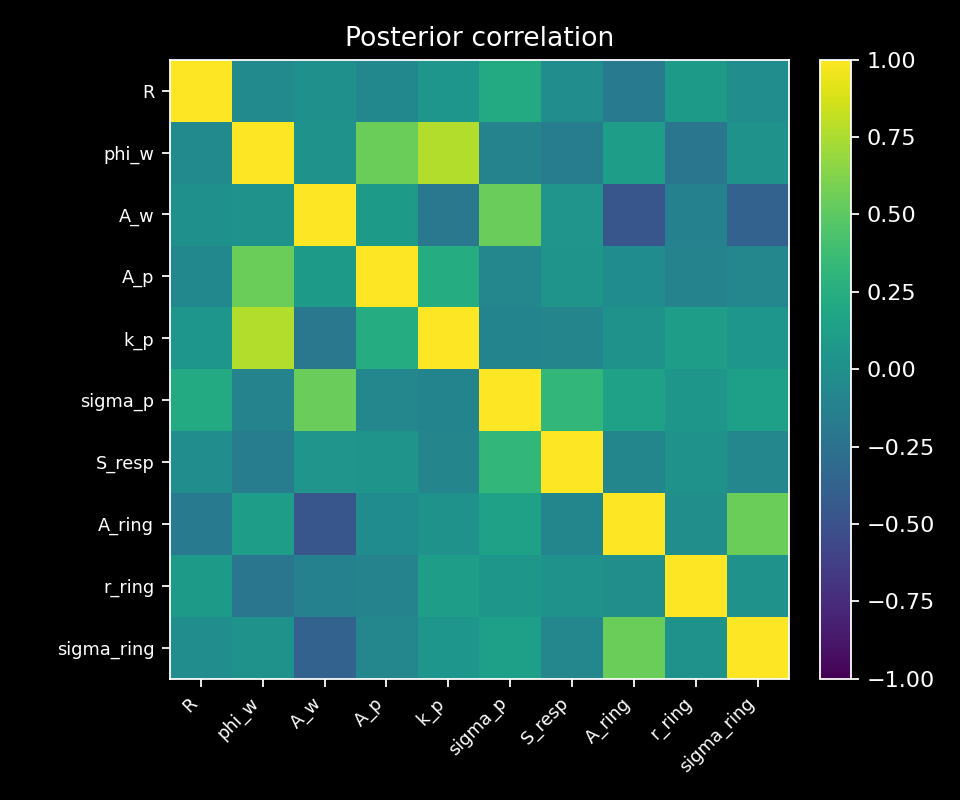 Posterior correlation
R
phi_w
A_w
A_p
k_p
sigma_p
S_resp
A_ring
r_ring
sigma_ring
R
phi_w
A_w
A_p
k_p
sigma_p
S_resp
A_ring
r_ring
sigma_ring
1.00
0.75
0.50
0.25
0.00
−0.25
−0.50
−0.75
−1.00